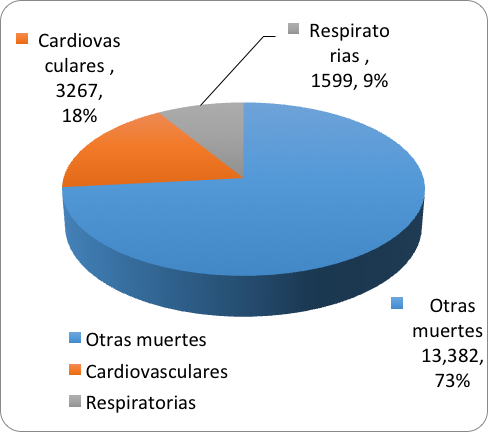 Cardiovas
culares ,
3267,
18%
Respirato
rias ,
1599, 9%
Otras
muertes
13,382,
73%
Otras muertes
Cardiovasculares
Respiratorias